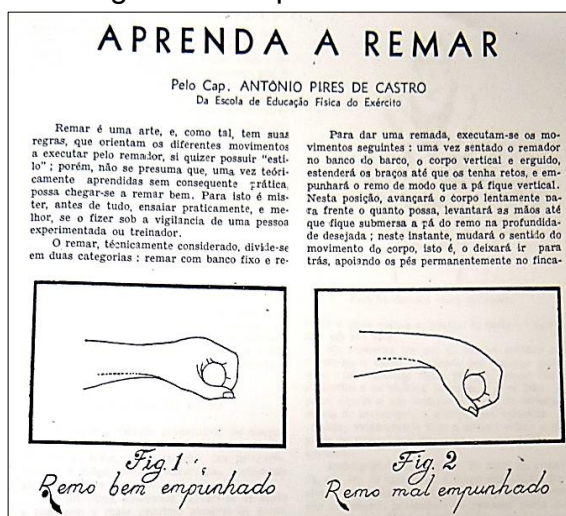 APRENDA A REMAR
Pelo Cap. ANTÔNIO PIRES DE CASTRO
Da Escola de Educação Física do Exército
Remar é uma arte, e, como tal, tem suas
regras, que orientam os diferentes movimentos
a executar pelo remador, si quizer possuir "esti-
lo" ; porém, não se presuma que, uma vez teóri-
camente aprendidas sem consequente prática,
possa chegar-se a remar bem. Para isto é mis-
ter, antes de tudo, ensaiar praticamente, e me-
lhor, se o fizer sob a vigilancia de uma pessoa
experimentada ou treinador.
O remar, técnicamente considerado, divide-se
em duas categorias : remar com banco fixo e re-
Para dar uma remada, executam-se os mo-
vimentos seguintes : uma vez sentado o remador
no banco do barco, o corpo vertical e erguido,
estenderá os braços até que os tenha retos, e em-
punhará o remo de modo que a pá fique vertical.
Nesta posição, avançará o corpo lentamente pa-
ra frente o quanto possa, levantará as mãos até
que fique submersa a pá do remo na profundida-
de desejada ; neste instante, mudará o sentido do
movimento do corpo, isto é, o deixará ir para
trás, apoiando os pés permanentemente no finca-
Fig. 1
Remo bem empunhado
Fig. 2
Remo mal empunhado